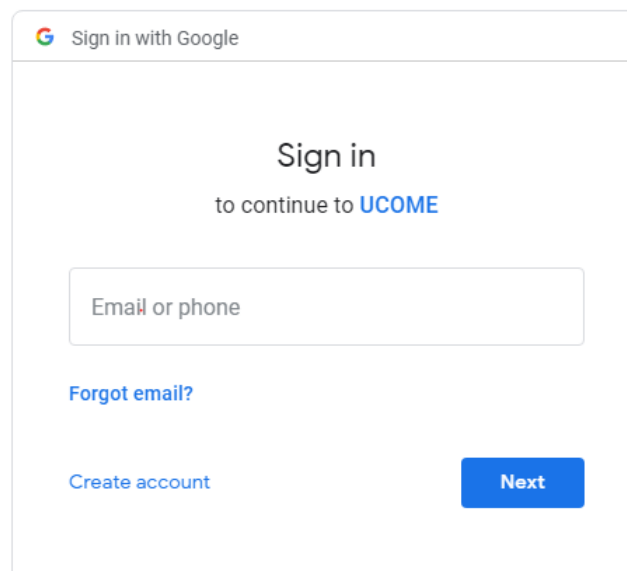 Sign in with Google
Sign in
to continue to UCOME
Email or phone
Forgot email?
Create account
Next